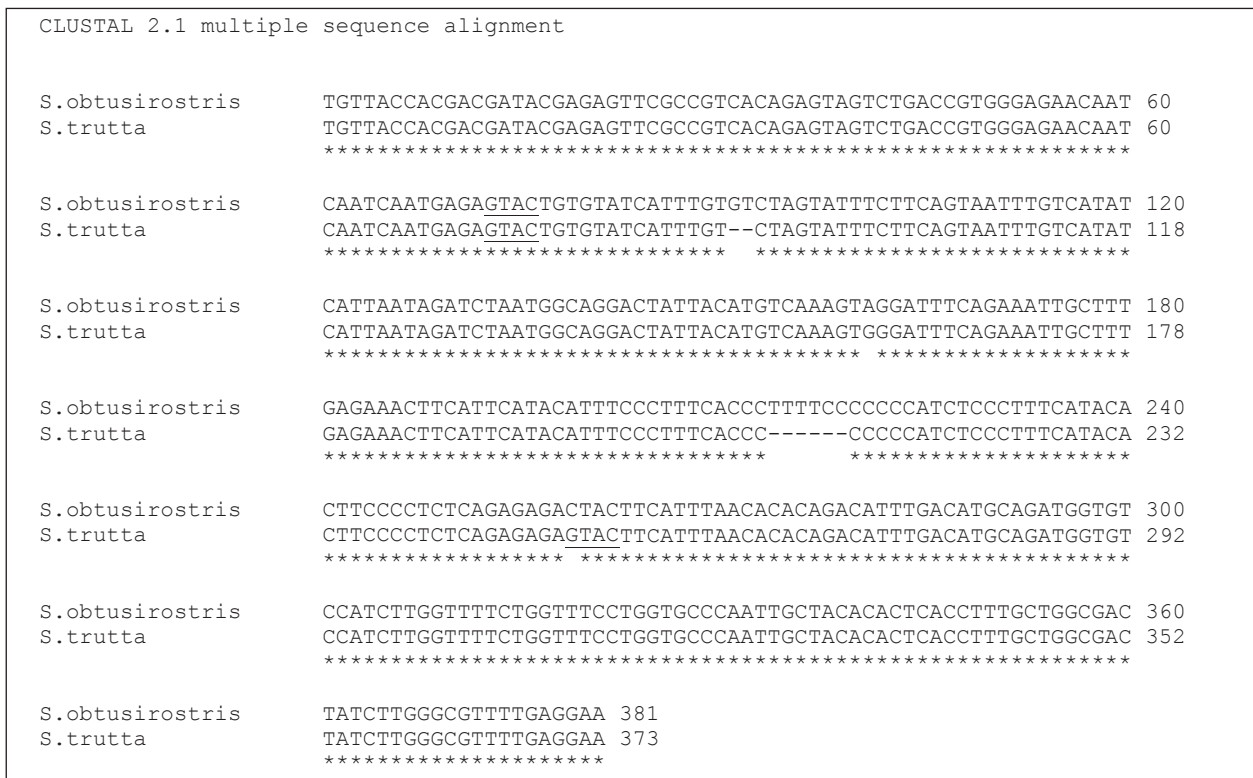 CLUSTAL 2.1 multiple sequence alignment
S.obtusirostris TGTTACCACGACGATACGAGAGTTCGCCGTCACAGAGTAGTCTGACCGTGGGAGAACAAT 60
S.trutta TGTTACCACGACGATACGAGAGTTCGCCGTCACAGAGTAGTCTGACCGTGGGAGAACAAT 60
************************************************************
S.obtusirostris CAATCAATGAGAGTACTGTGTATCATTTGTGTCTAGTATTTCTTCAGTAATTTGTCATAT 120
S.trutta CAATCAATGAGAGTACTGTGTATCATTTGT--CTAGTATTTCTTCAGTAATTTGTCATAT 118
****************************** ****************************
S.obtusirostris CATTAATAGATCTAATGGCAGGACTATTACATGTCAAAGTAGGATTTCAGAAATTGCTTT 180
S.trutta CATTAATAGATCTAATGGCAGGACTATTACATGTCAAAGTGGGATTTCAGAAATTGCTTT 178
**************************************** *******************
S.obtusirostris GAGAAACTTCATTCATACATTTCCCTTTCACCCTTTTCCCCCCCATCTCCCTTTCATACA 240
S.trutta GAGAAACTTCATTCATACATTTCCCTTTCACCC------CCCCCATCTCCCTTTCATACA 232
********************************* *********************
S.obtusirostris CTTCCCCTCTCAGAGAGACTACTTCATTTAACACACAGACATTTGACATGCAGATGGTGT 300
S.trutta CTTCCCCTCTCAGAGAGAGTACTTCATTTAACACACAGACATTTGACATGCAGATGGTGT 292
****************** *****************************************
S.obtusirostris CCATCTTGGTTTTCTGGTTTCCTGGTGCCCAATTGCTACACACTCACCTTTGCTGGCGAC 360
S.trutta CCATCTTGGTTTTCTGGTTTCCTGGTGCCCAATTGCTACACACTCACCTTTGCTGGCGAC 352
************************************************************
S.obtusirostris TATCTTGGGCGTTTTGAGGAA 381
S.trutta TATCTTGGGCGTTTTGAGGAA 373
*********************